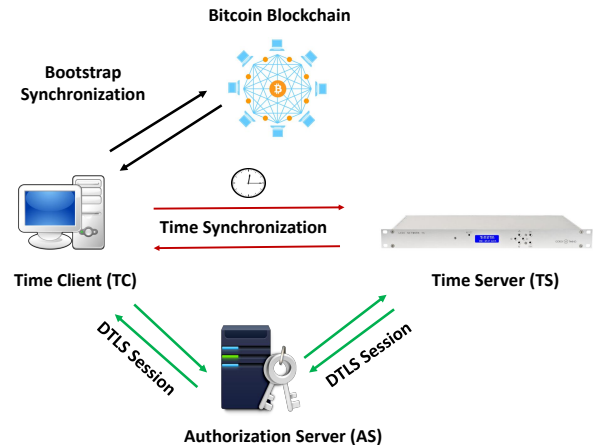 Bitcoin Blockchain
Bootstrap
Synchronization
Time Synchronization
Time Client (TC)
Time Server (TS)
DTLS Session
DTLS Session
Authorization Server (AS)